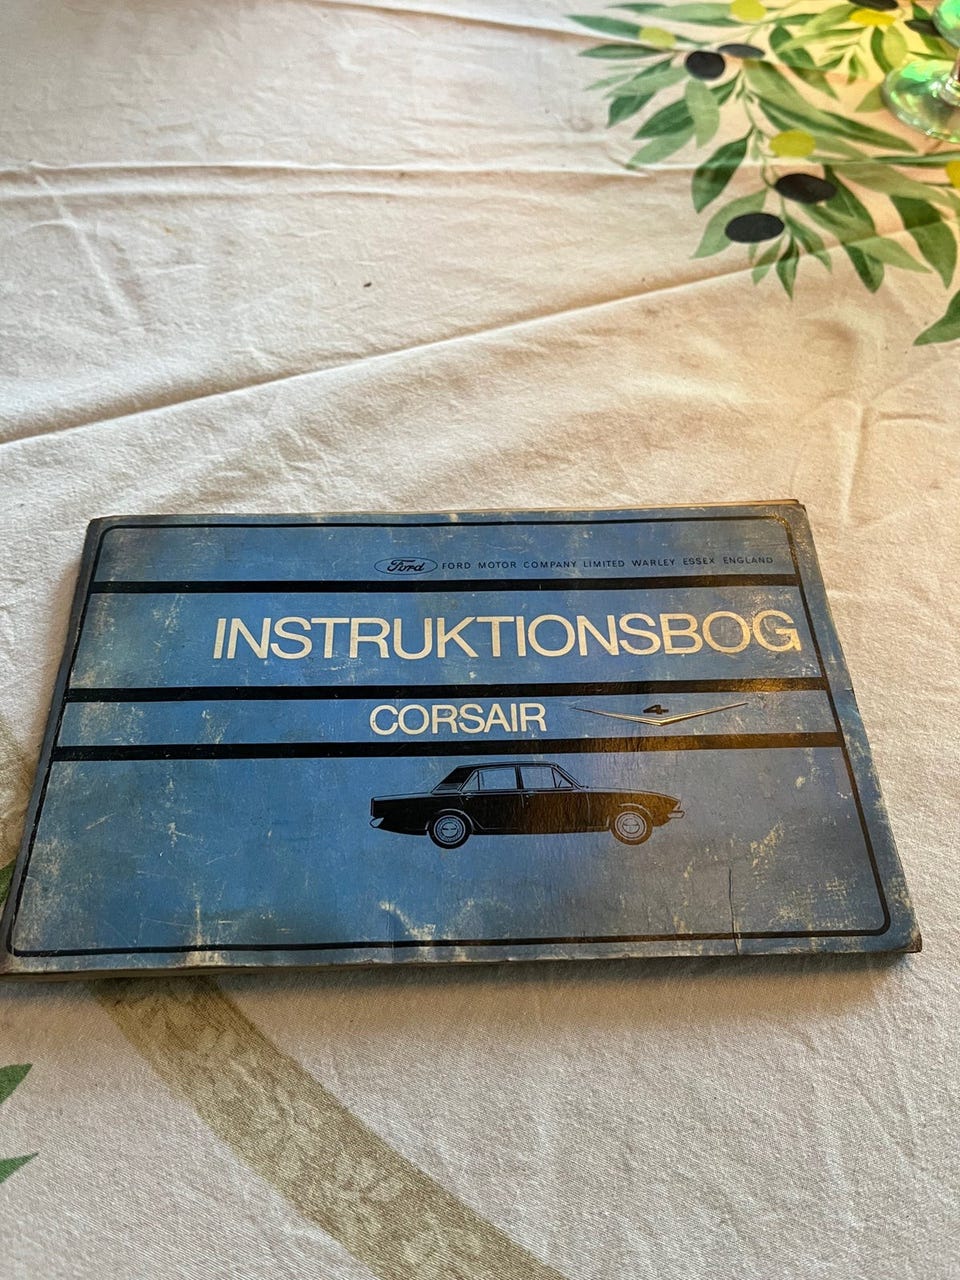 Ford FORD MOTOR COMPANY LIMITED WARLEY ESSEX ENGLAND
INSTRUKTIONSBOG
CORSAIR 4